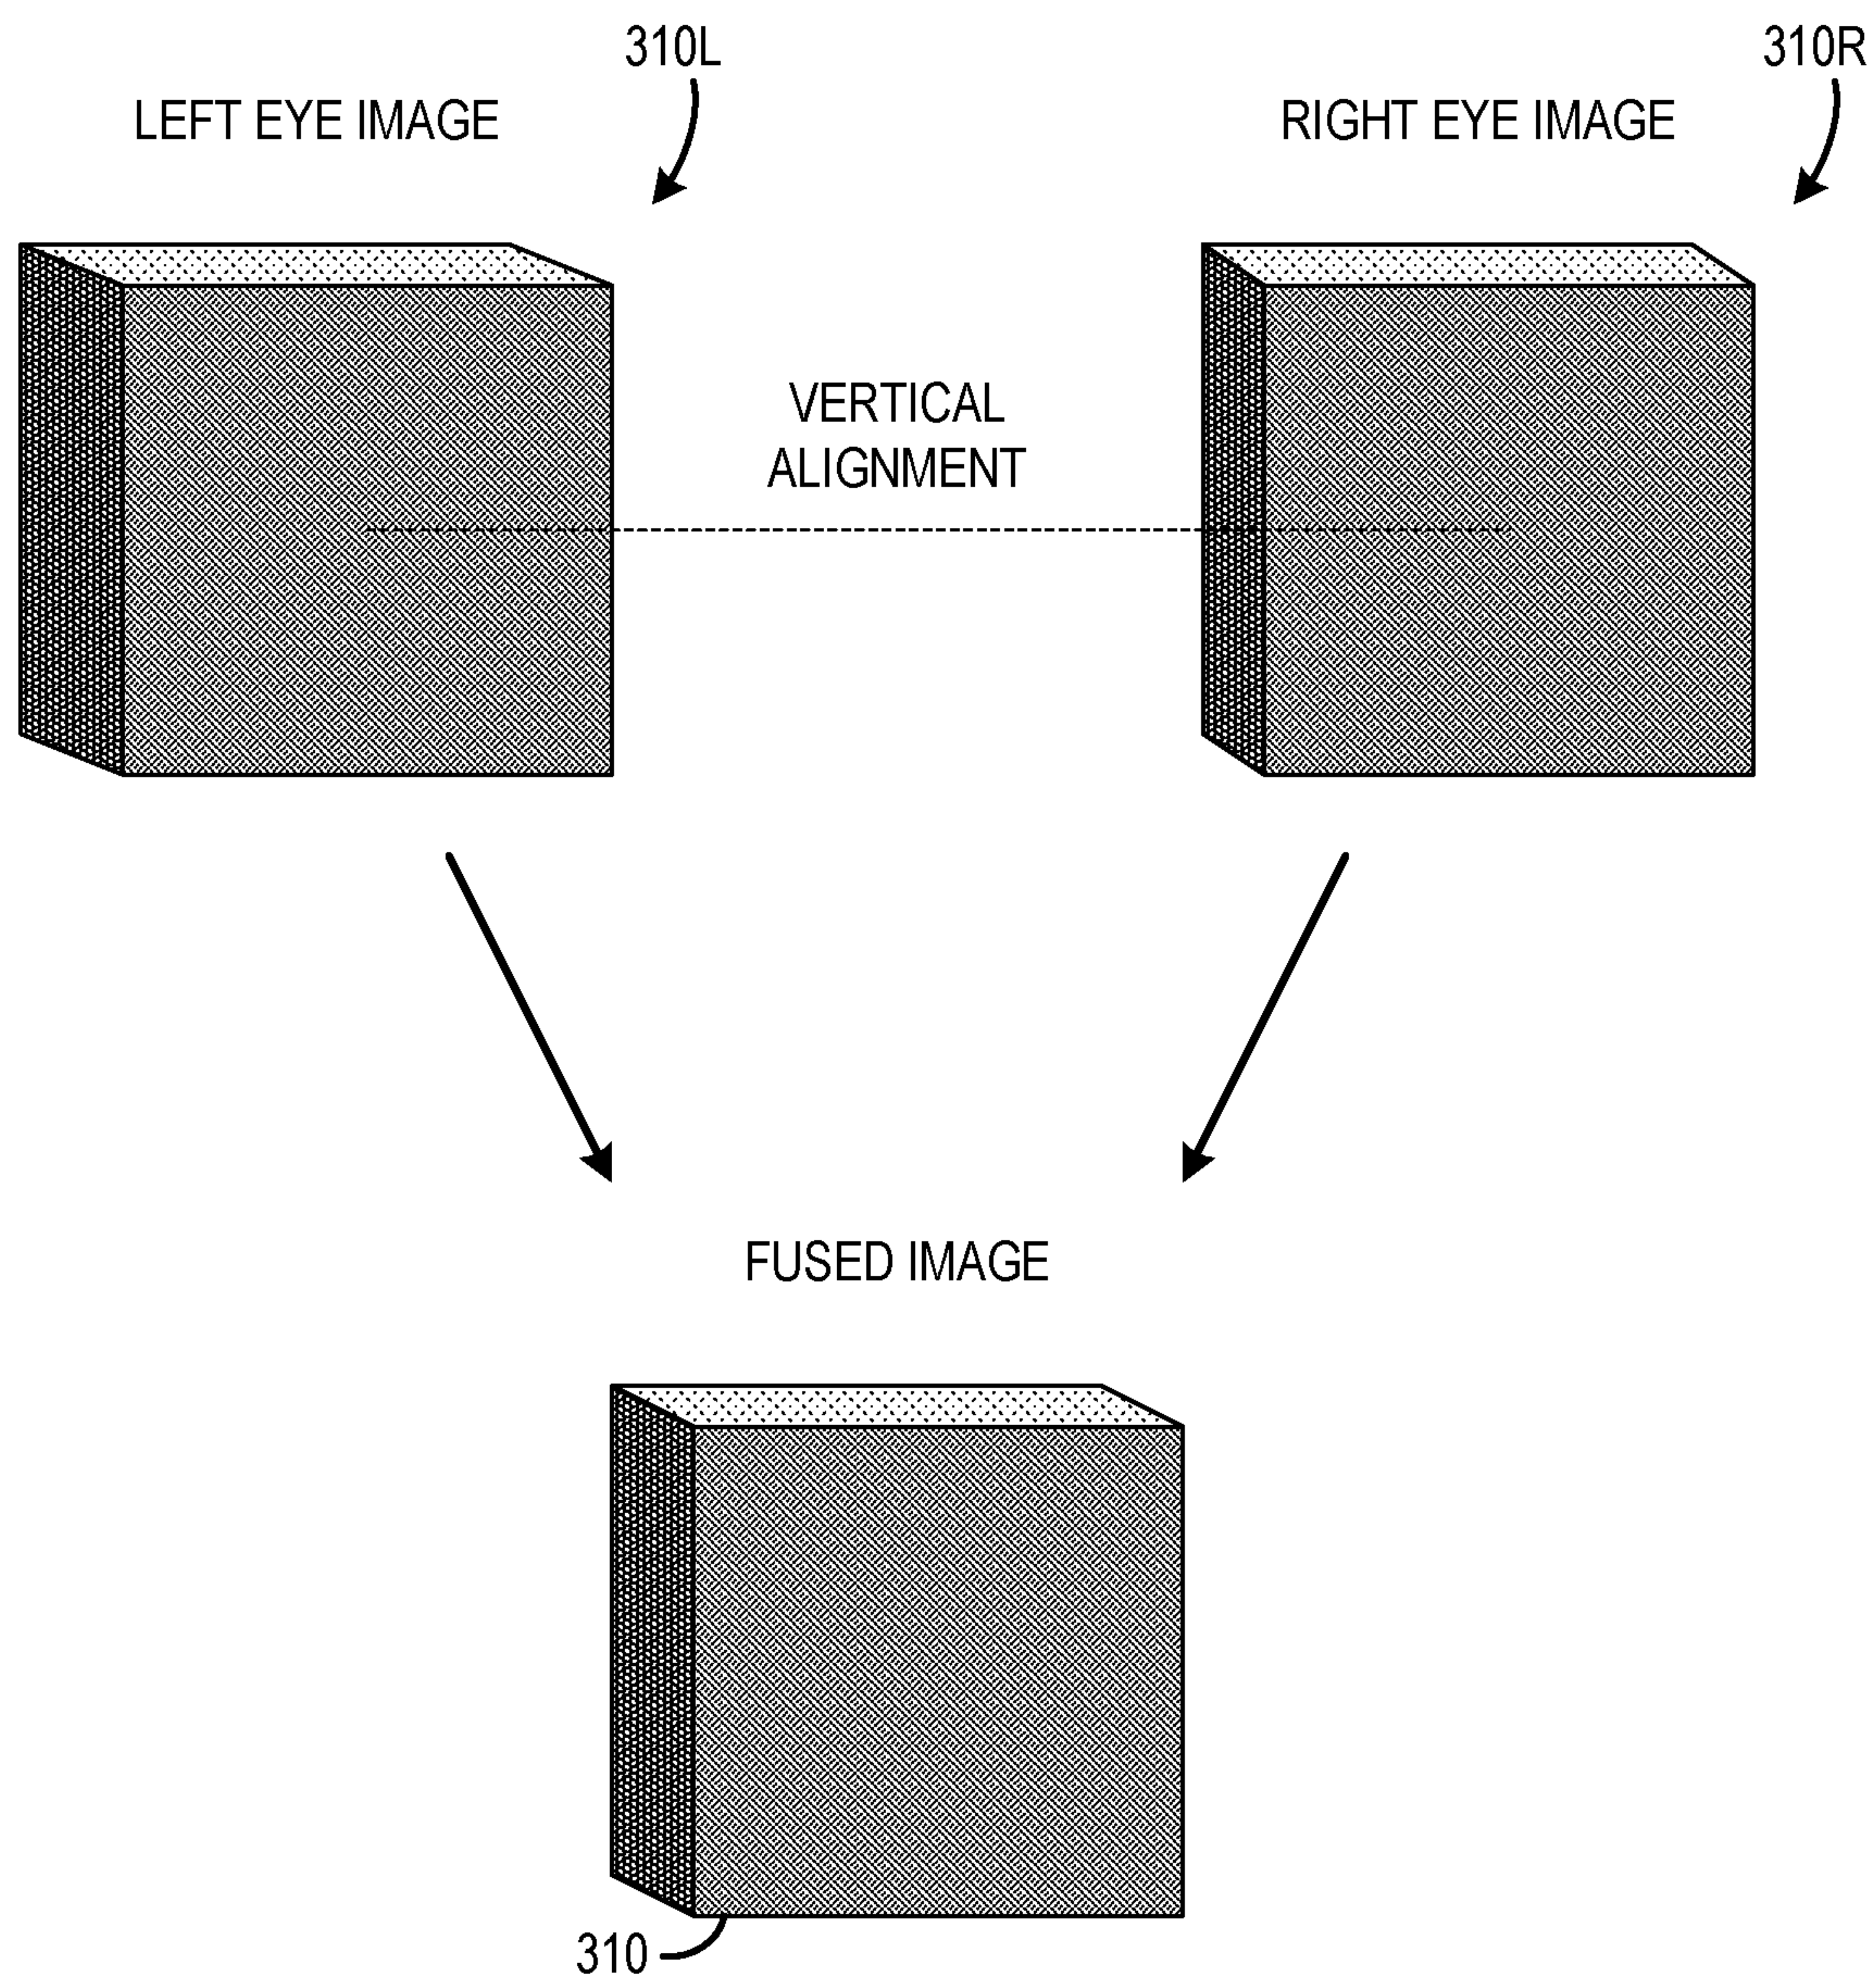 310L
310R
LEFT EYE IMAGE
RIGHT EYE IMAGE
VERTICAL
ALIGNMENT
FUSED IMAGE
310